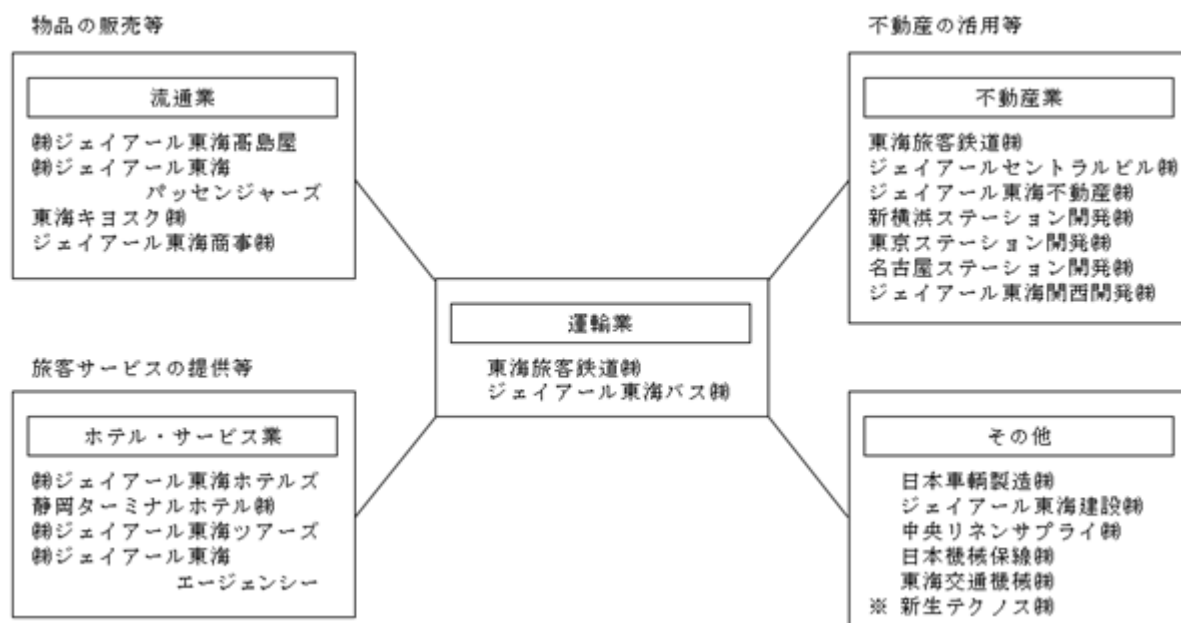 物品の販売等
流通業
㈱ジェイアール東海髙島屋
㈱ジェイアール東海
パッセンジャーズ
東海キヨスク㈱
ジェイアール東海商事㈱
旅客サービスの提供等
ホテル・サービス業
㈱ジェイアール東海ホテルズ
静岡ターミナルホテル㈱
㈱ジェイアール東海ツアーズ
㈱ジェイアール東海
エージェンシー
運輸業
東海旅客鉄道㈱
ジェイアール東海バス㈱
不動産の活用等
不動産業
東海旅客鉄道㈱
ジェイアールセントラルビル㈱
ジェイアール東海不動産㈱
新横浜ステーション開発㈱
東京ステーション開発㈱
名古屋ステーション開発㈱
ジェイアール東海関西開発㈱
その他
日本車輌製造㈱
ジェイアール東海建設㈱
中央リネンサプライ㈱
日本機械保線㈱
東海交通機械㈱
※ 新生テクノス㈱